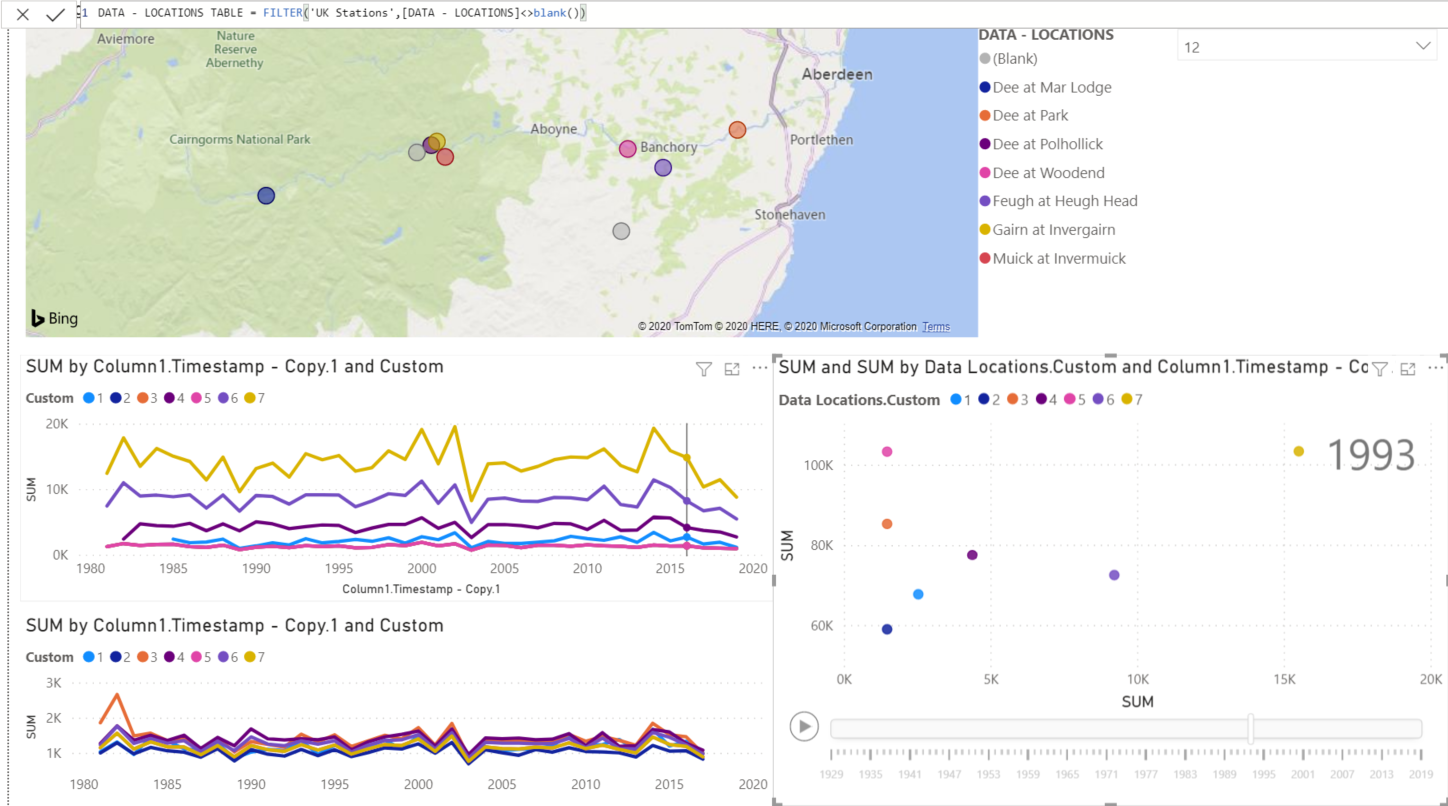 1 DATA - LOCATIONS TABLE = FILTER('UK Stations',[DATA - LOCATIONS]<>blank())
Aviemore
Nature
Reserve
Abernethy
Cairngorms National Park
Aboyne
Banchory
Aberdeen
Portlethen
Stonehaven
Bing
© 2020 TomTom © 2020 HERE, © 2020 Microsoft Corporation Terms
DATA - LOCATIONS
(Blank)
Dee at Mar Lodge
Dee at Park
Dee at Polhollick
Dee at Woodend
Feugh at Heugh Head
Gairn at Invergairn
Muick at Invermuick
12
SUM by Column1.Timestamp - Copy.1 and Custom
Custom 1 2 3 4 5 6 7
20K
10K
0K
SUM
1980 1985 1990 1995 2000 2005 2010 2015 2020
Column1.Timestamp - Copy.1
SUM by Column1.Timestamp - Copy.1 and Custom
Custom 1 2 3 4 5 6 7
3K
2K
1K
SUM
1980 1985 1990 1995 2000 2005 2010 2015 2020
SUM and SUM by Data Locations.Custom and Column1.Timestamp - Co
Data Locations.Custom 1 2 3 4 5 6 7
1993
100K
80K
60K
SUM
0K 5K 10K 15K 20K
SUM
1929 1935 1941 1947 1953 1959 1965 1971 1977 1983 1989 1995 2001 2007 2013 2019